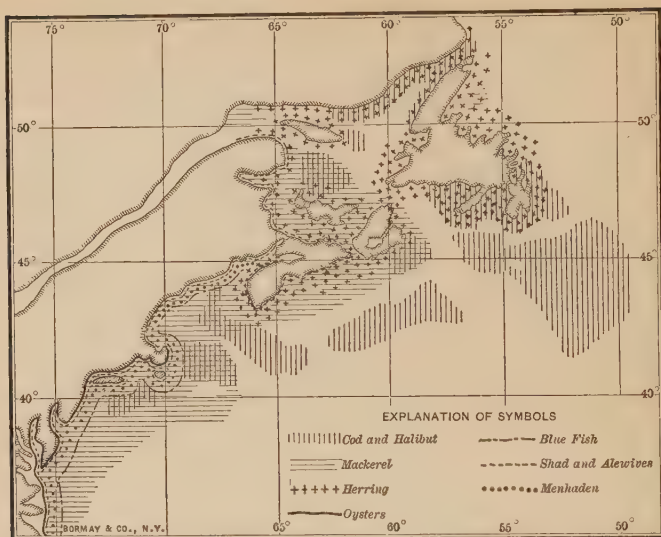 75° 70° 65° 60° 55°
50° 50°
45° 45°
40° 40°
EXPLANATION OF SYMBOLS
Cod and Halibut Blue Fish
Mackerel Shad and Alewives
Herring Menhaden
Oysters
BORMAY & CO., N.Y. 65° 60° 55° 50°